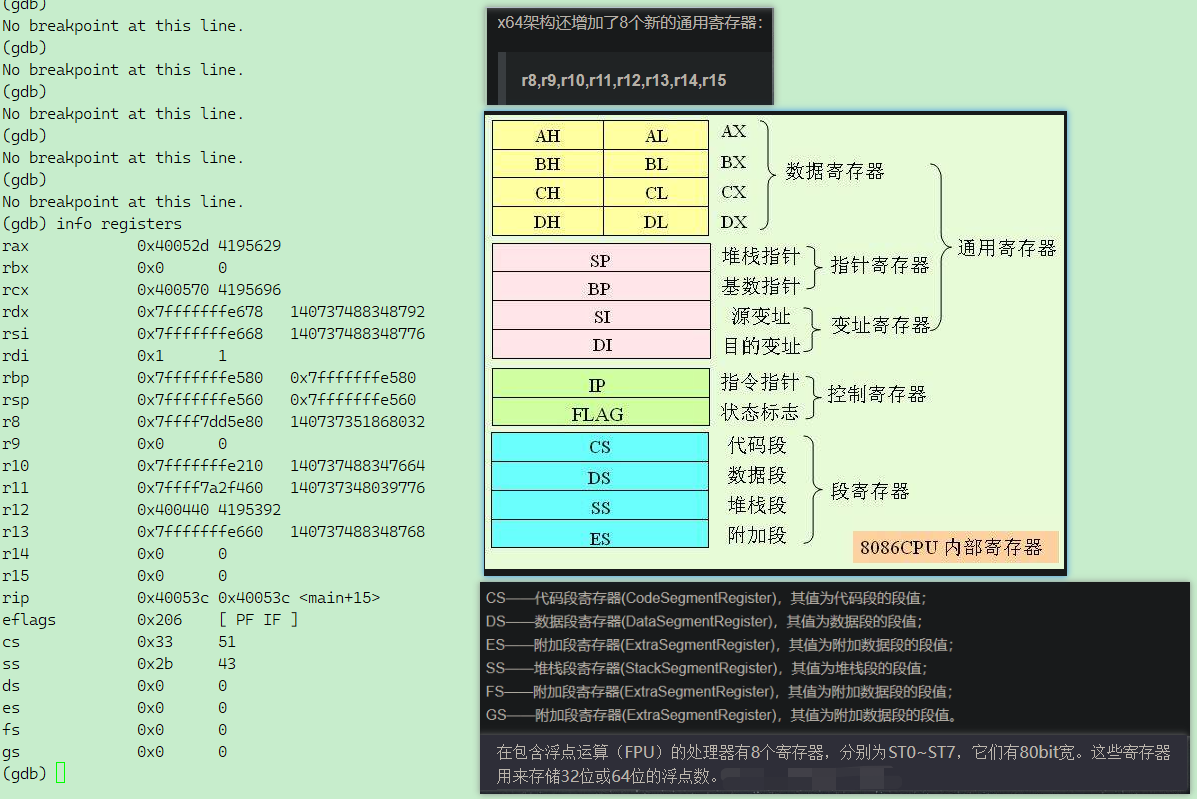 (gdb)
No breakpoint at this line.
(gdb)
No breakpoint at this line.
(gdb)
No breakpoint at this line.
(gdb)
No breakpoint at this line.
(gdb)
No breakpoint at this line.
(gdb) info registers
rax 0x40052d 4195629
rbx 0x0 0
rcx 0x400570 4195696
rdx 0x7fffffffe678 140737488348792
rsi 0x7fffffffe668 140737488348776
rdi 0x1 1
rbp 0x7fffffffe580 0x7fffffffe580
rsp 0x7fffffffe560 0x7fffffffe560
r8 0x7ffff7dd5e80 140737351868032
r9 0x0 0
r10 0x7fffffffe210 140737488347664
r11 0x7ffff7a2f460 140737348039776
r12 0x400440 4195392
r13 0x7fffffffe660 140737488348768
r14 0x0 0
r15 0x0 0
rip 0x40053c 0x40053c <main+15>
eflags 0x206 [ PF IF ]
cs 0x33 51
ss 0x2b 43
ds 0x0 0
es 0x0 0
fs 0x0 0
gs 0x0 0
(gdb)
x64架构还增加了8个新的通用寄存器：
r8,r9,r10,r11,r12,r13,r14,r15
AH AL AX
BH BL BX
CH CL CX
DH DL DX
数据寄存器
SP 堆栈指针
BP 基数指针
指针寄存器
SI 源变址
DI 目的变址
变址寄存器
通用寄存器
IP 指令指针
FLAG 状态标志
控制寄存器
CS 代码段
DS 数据段
SS 堆栈段
ES 附加段
段寄存器
8086CPU 内部寄存器
CS——代码段寄存器(CodeSegmentRegister)，其值为代码段的段值；
DS——数据段寄存器(DataSegmentRegister)，其值为数据段的段值；
ES——附加段寄存器(ExtraSegmentRegister)，其值为附加数据段的段值；
SS——堆栈段寄存器(StackSegmentRegister)，其值为堆栈段的段值；
FS——附加段寄存器(ExtraSegmentRegister)，其值为附加数据段的段值；
GS——附加段寄存器(ExtraSegmentRegister)，其值为附加数据段的段值。
在包含浮点运算（FPU）的处理器有8个寄存器，分别为ST0~ST7，它们有80bit宽。这些寄存器
用来存储32位或64位的浮点数。